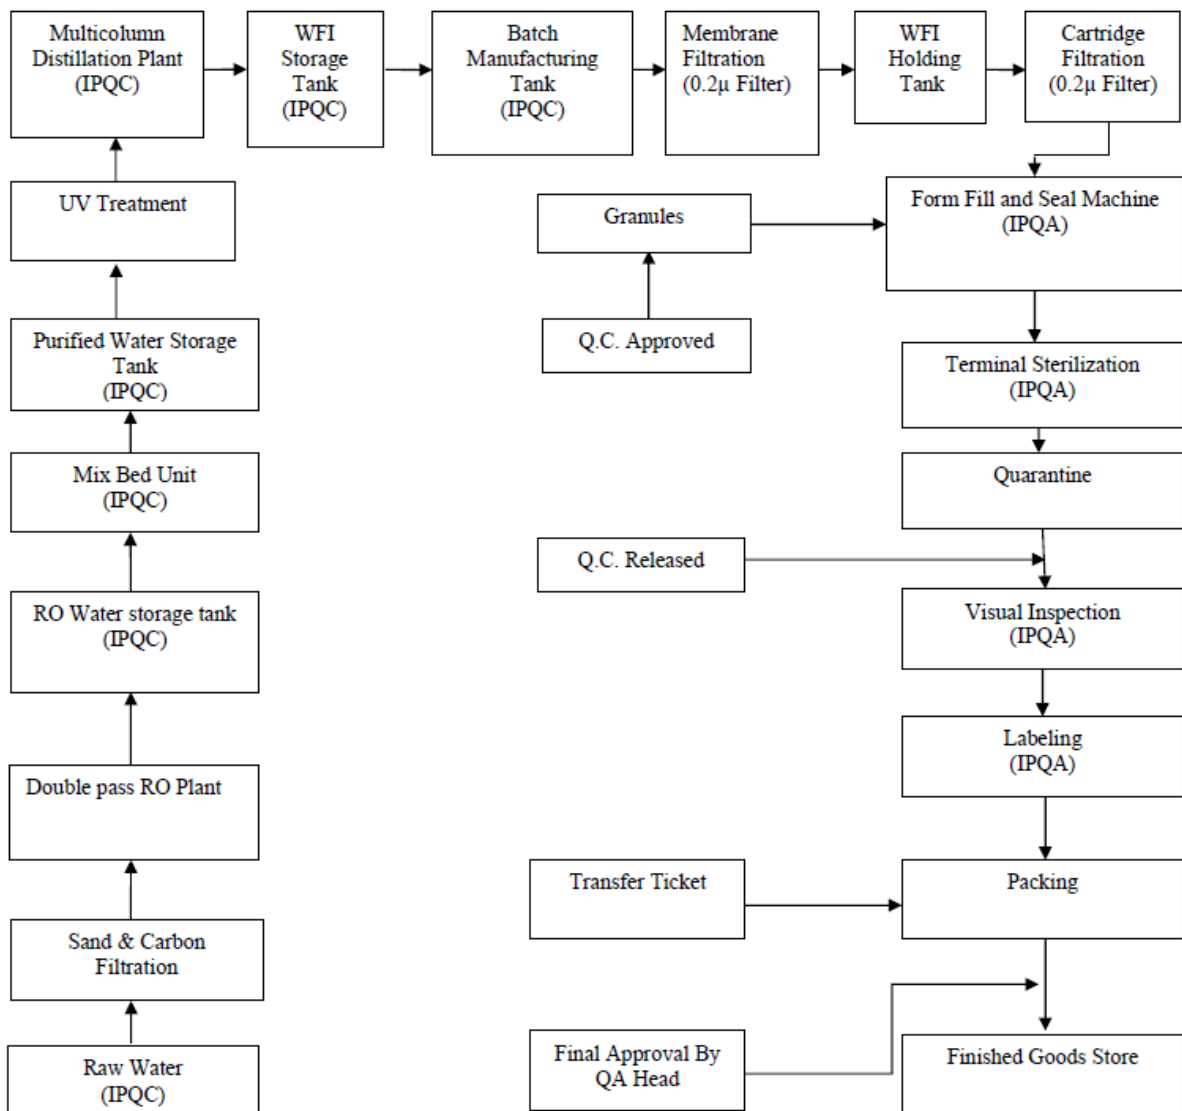 Multicolumn
Distillation Plant
(IPQC)
WFI
Storage
Tank
(IPQC)
Batch
Manufacturing
Tank
(IPQC)
Membrane
Filtration
(0.2µ Filter)
WFI
Holding
Tank
Cartridge
Filtration
(0.2µ Filter)
UV Treatment
Granules
Form Fill and Seal Machine
(IPQA)
Purified Water Storage
Tank
(IPQC)
Q.C. Approved
Terminal Sterilization
(IPQA)
Mix Bed Unit
(IPQC)
Quarantine
Q.C. Released
RO Water storage tank
(IPQC)
Visual Inspection
(IPQA)
Labeling
(IPQA)
Double pass RO Plant
Transfer Ticket
Packing
Sand & Carbon
Filtration
Raw Water
(IPQC)
Final Approval By
QA Head
Finished Goods Store